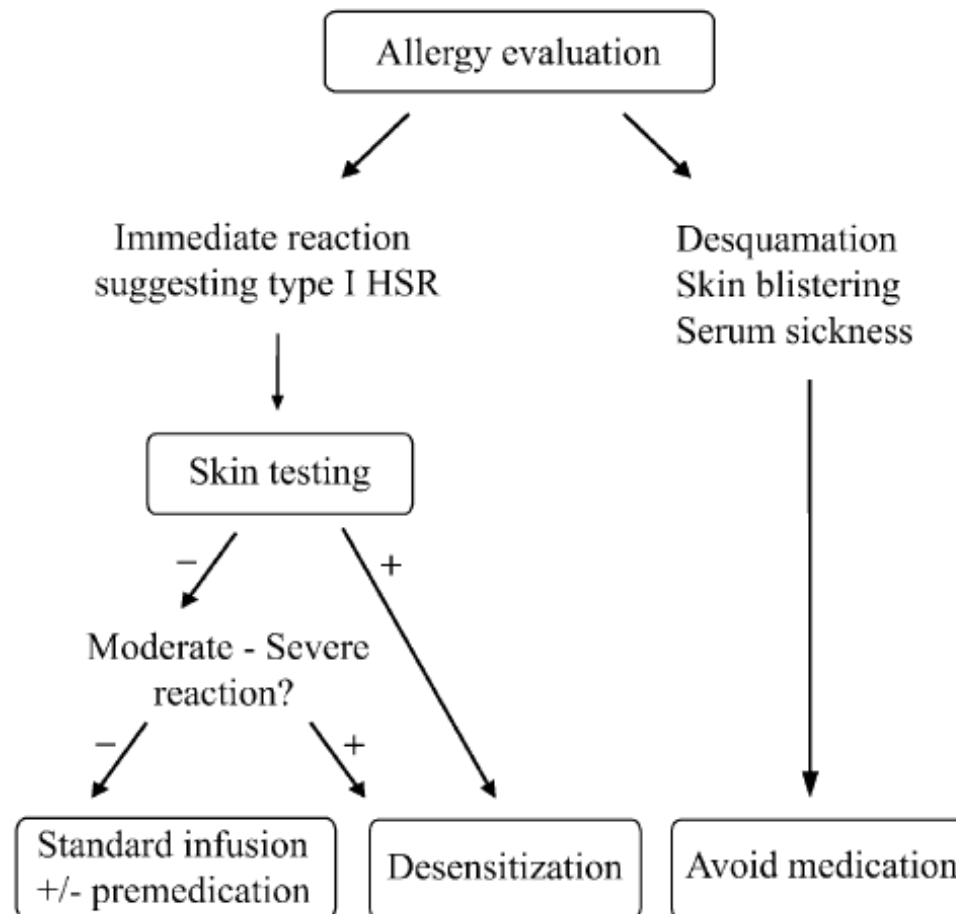 Allergy evaluation
Immediate reaction
suggesting type I HSR
Desquamation
Skin blistering
Serum sickness
Skin testing
−
+
Moderate - Severe
reaction?
−
+
Standard infusion
+/- premedication
Desensitization
Avoid medication